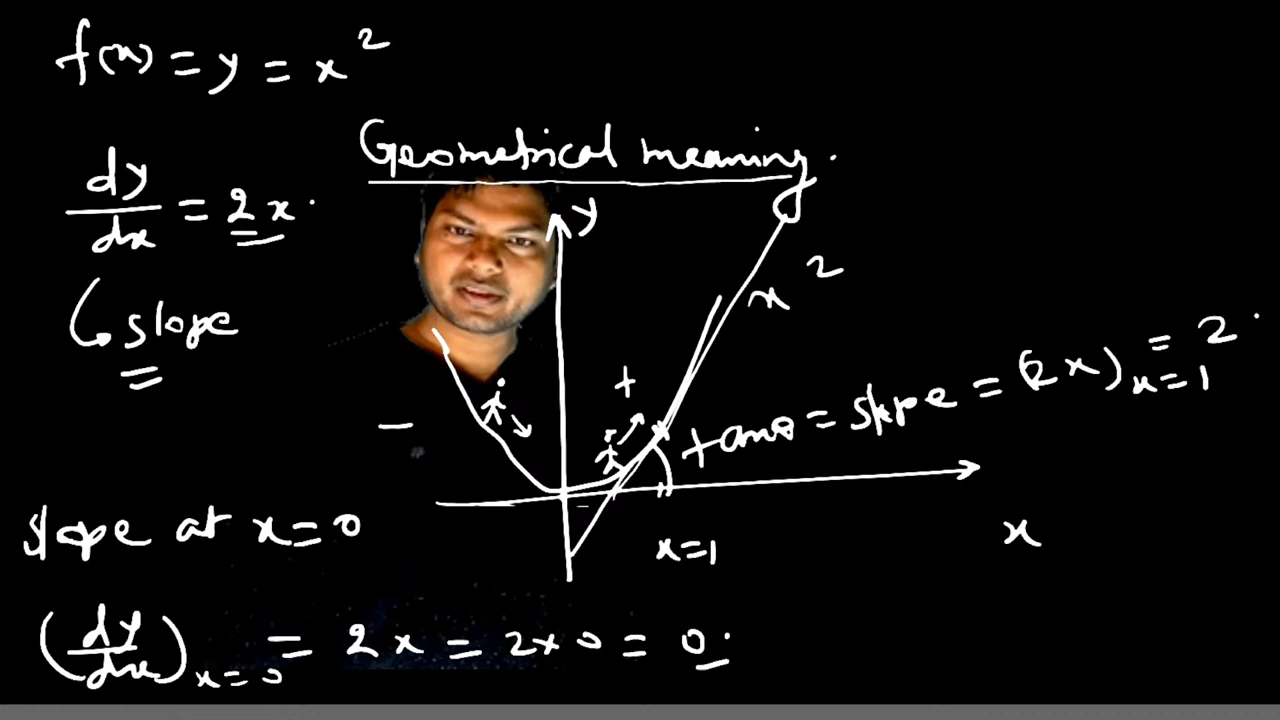 f(x) = y = x²
Geometrical meaning.
dy/dx = 2x.
slope
y
x²
+
−
tanθ = slope = (2x)ₓ₌₁ = 2.
x=1
x
slope at x=0
(dy/dx)ₓ₌₀ = 2x = 2×0 = 0.